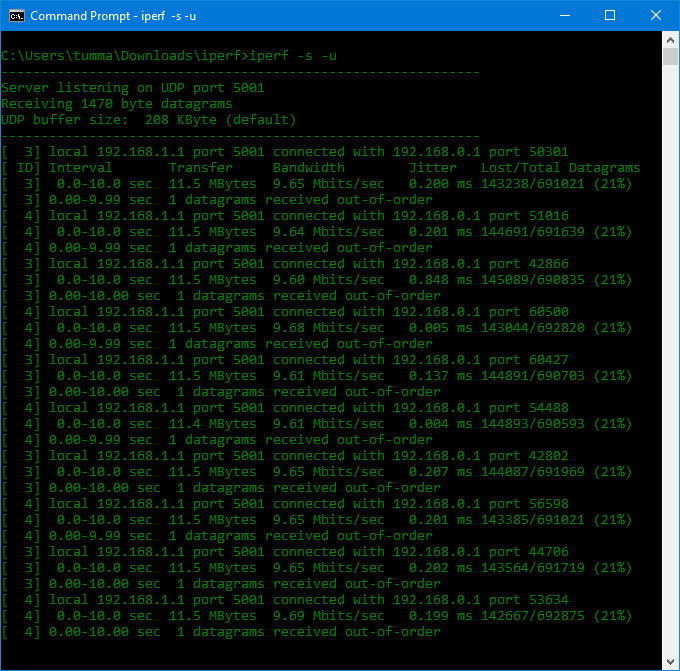 Command Prompt - iperf -s -u
C:\Users\tumma\Downloads\iperf>iperf -s -u
------------------------------------------------------------
Server listening on UDP port 5001
Receiving 1470 byte datagrams
UDP buffer size:  208 KByte (default)
------------------------------------------------------------
[  3] local 192.168.1.1 port 5001 connected with 192.168.0.1 port 50301
[ ID] Interval       Transfer     Bandwidth        Jitter   Lost/Total Datagrams
[  3]  0.0-10.0 sec  11.5 MBytes  9.65 Mbits/sec   0.200 ms 143238/691021 (21%)
[  3] 0.00-9.99 sec  1 datagrams received out-of-order
[  4] local 192.168.1.1 port 5001 connected with 192.168.0.1 port 51016
[  4]  0.0-10.0 sec  11.5 MBytes  9.64 Mbits/sec   0.201 ms 144691/691639 (21%)
[  4] 0.00-9.99 sec  1 datagrams received out-of-order
[  3] local 192.168.1.1 port 5001 connected with 192.168.0.1 port 42866
[  3]  0.0-10.0 sec  11.5 MBytes  9.60 Mbits/sec   0.848 ms 145089/690835 (21%)
[  3] 0.00-10.00 sec  1 datagrams received out-of-order
[  4] local 192.168.1.1 port 5001 connected with 192.168.0.1 port 60500
[  4]  0.0-10.0 sec  11.5 MBytes  9.68 Mbits/sec   0.005 ms 143044/692820 (21%)
[  4] 0.00-9.99 sec  1 datagrams received out-of-order
[  3] local 192.168.1.1 port 5001 connected with 192.168.0.1 port 60427
[  3]  0.0-10.0 sec  11.5 MBytes  9.61 Mbits/sec   0.137 ms 144891/690703 (21%)
[  3] 0.00-10.00 sec  1 datagrams received out-of-order
[  4] local 192.168.1.1 port 5001 connected with 192.168.0.1 port 54488
[  4]  0.0-10.0 sec  11.4 MBytes  9.61 Mbits/sec   0.004 ms 144893/690593 (21%)
[  4] 0.00-9.99 sec  1 datagrams received out-of-order
[  3] local 192.168.1.1 port 5001 connected with 192.168.0.1 port 42802
[  3]  0.0-10.0 sec  11.5 MBytes  9.65 Mbits/sec   0.207 ms 144087/691969 (21%)
[  3] 0.00-10.00 sec  1 datagrams received out-of-order
[  4] local 192.168.1.1 port 5001 connected with 192.168.0.1 port 56598
[  4]  0.0-10.0 sec  11.5 MBytes  9.65 Mbits/sec   0.201 ms 143385/691021 (21%)
[  4] 0.00-9.99 sec  1 datagrams received out-of-order
[  3] local 192.168.1.1 port 5001 connected with 192.168.0.1 port 44706
[  3]  0.0-10.0 sec  11.5 MBytes  9.65 Mbits/sec   0.202 ms 143564/691719 (21%)
[  3] 0.00-10.00 sec  1 datagrams received out-of-order
[  4] local 192.168.1.1 port 5001 connected with 192.168.0.1 port 53634
[  4]  0.0-10.0 sec  11.5 MBytes  9.69 Mbits/sec   0.199 ms 142667/692875 (21%)
[  4] 0.00-10.00 sec  1 datagrams received out-of-order